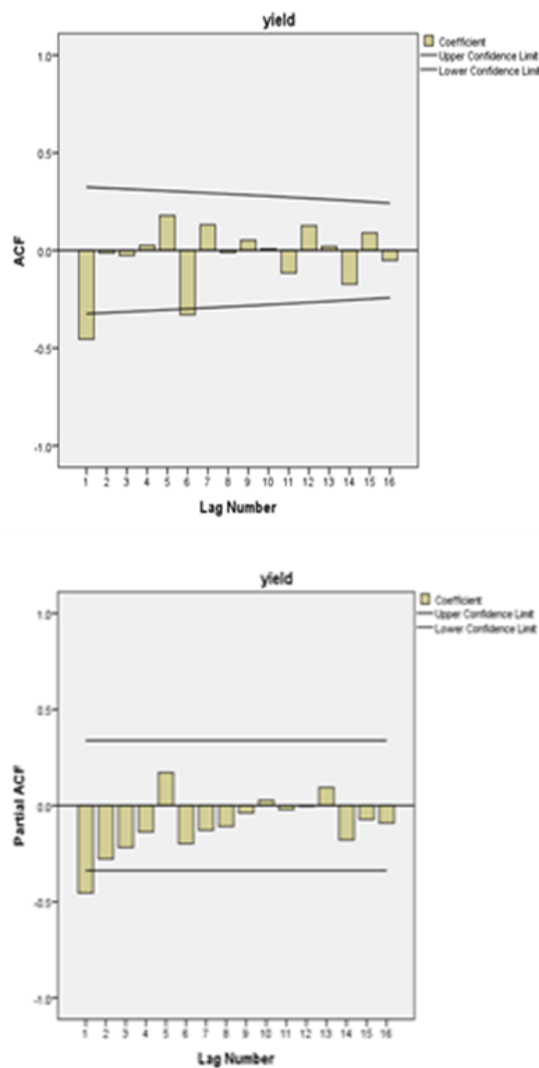 yield
Coefficient
Upper Confidence Limit
Lower Confidence Limit
1.0
0.5
0.0
-0.5
-1.0
ACF
1 2 3 4 5 6 7 8 9 10 11 12 13 14 15 16
Lag Number
yield
Coefficient
Upper Confidence Limit
Lower Confidence Limit
1.0
0.5
0.0
-0.5
-1.0
Partial ACF
1 2 3 4 5 6 7 8 9 10 11 12 13 14 15 16
Lag Number